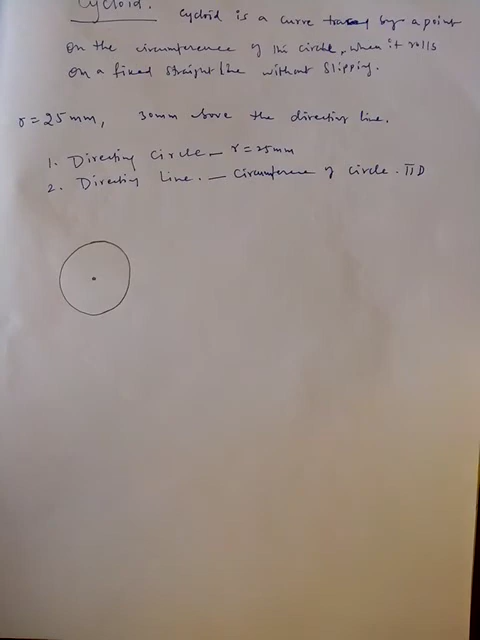 Cycloid. Cycloid is a curve traced by a point
on the circumference of the circle, when it rolls
on a fixed straight line without slipping.
r = 25mm, 30mm above the directing line.
1. Directing Circle – r = 25mm
2. Directing Line. – Circumference of circle. πD